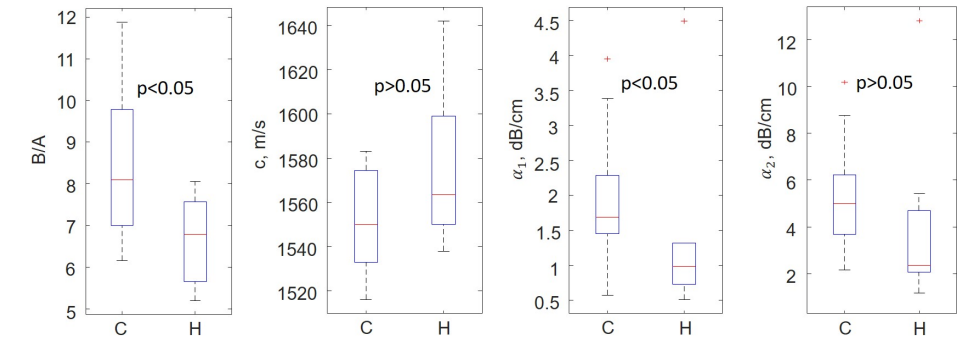 B/A
12
11
10
9
8
7
6
5
p<0.05
C H
c, m/s
1640
1620
1600
1580
1560
1540
1520
p>0.05
C H
α₁, dB/cm
4.5
4
3.5
3
2.5
2
1.5
1
0.5
p<0.05
C H
α₂, dB/cm
12
10
8
6
4
2
p>0.05
C H